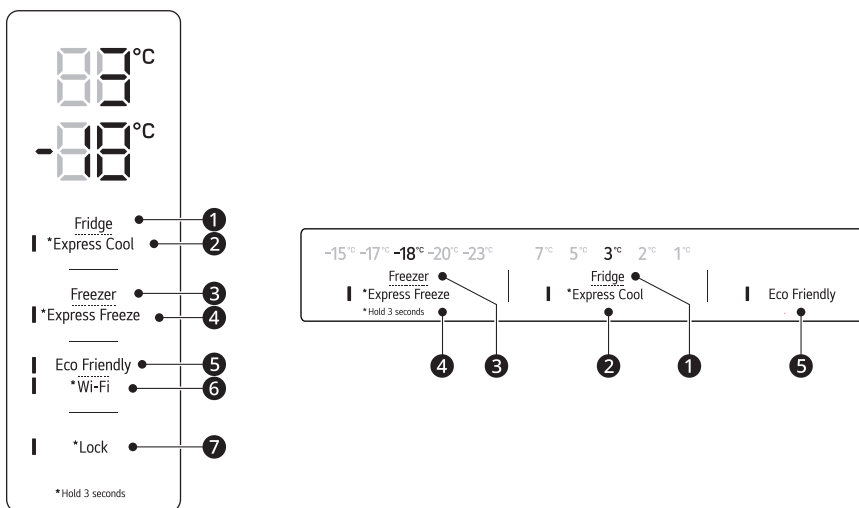 3°C
-18°C
Fridge 1
*Express Cool 2
Freezer 3
*Express Freeze 4
Eco Friendly 5
*Wi-Fi 6
*Lock 7
*Hold 3 seconds
-15°C -17°C -18°C -20°C -23°C 7°C 5°C 3°C 2°C 1°C
Freezer Fridge
*Express Freeze *Express Cool Eco Friendly
*Hold 3 seconds
4 3 2 1 5